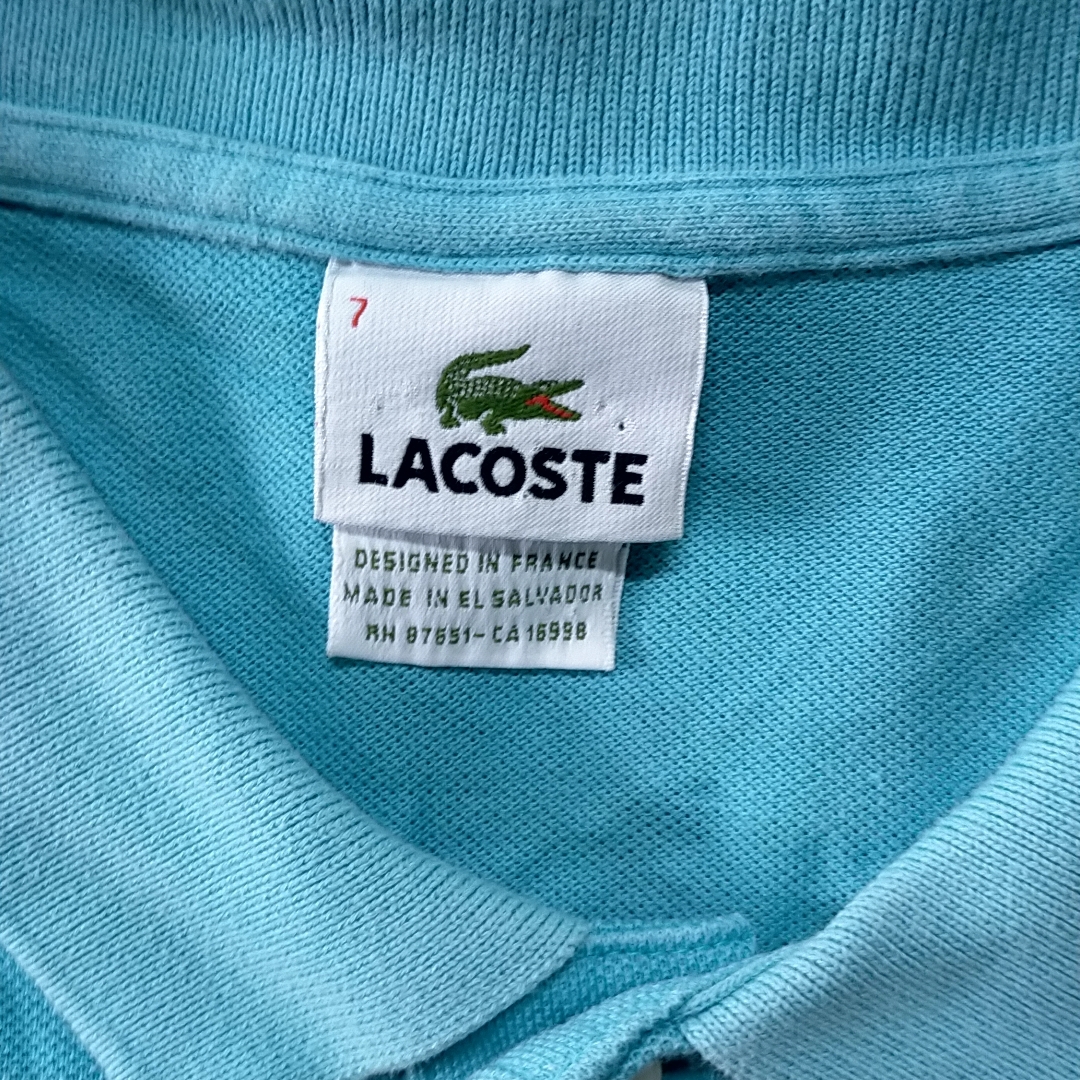 7
LACOSTE
DESIGNED IN FRANCE
MADE IN EL SALVADOR
RN 87651-CA 16998